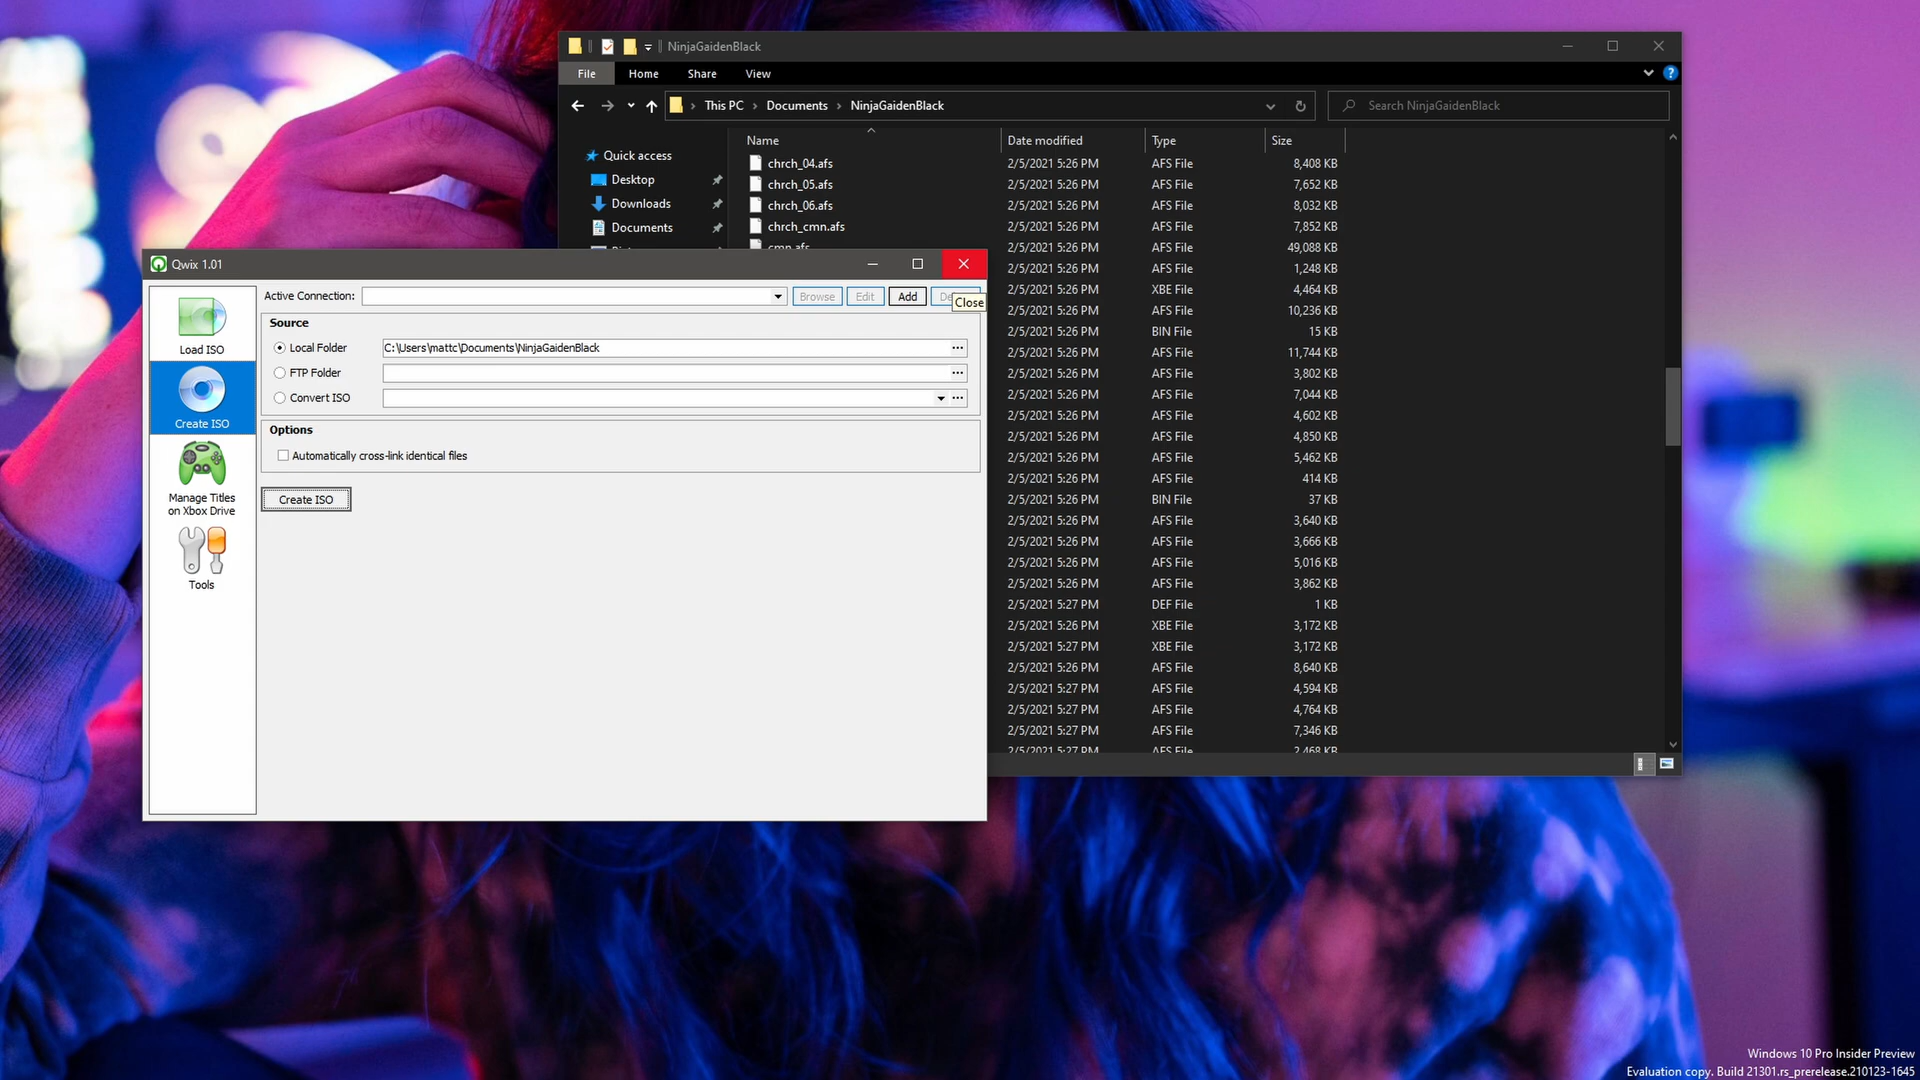 NinjaGaidenBlack
File Home Share View
This PC Documents NinjaGaidenBlack
Search NinjaGaidenBlack
Quick access
Desktop
Downloads
Documents
Name Date modified Type Size
chrch_04.afs 2/5/2021 5:26 PM AFS File 8,408 KB
chrch_05.afs 2/5/2021 5:26 PM AFS File 7,652 KB
chrch_06.afs 2/5/2021 5:26 PM AFS File 8,032 KB
chrch_cmn.afs 2/5/2021 5:26 PM AFS File 7,852 KB
cmn.afs 2/5/2021 5:26 PM AFS File 49,088 KB
2/5/2021 5:26 PM AFS File 1,248 KB
2/5/2021 5:26 PM XBE File 4,464 KB
2/5/2021 5:26 PM AFS File 10,236 KB
2/5/2021 5:26 PM BIN File 15 KB
2/5/2021 5:26 PM AFS File 11,744 KB
2/5/2021 5:26 PM AFS File 3,802 KB
2/5/2021 5:26 PM AFS File 7,044 KB
2/5/2021 5:26 PM AFS File 4,602 KB
2/5/2021 5:26 PM AFS File 4,850 KB
2/5/2021 5:26 PM AFS File 5,462 KB
2/5/2021 5:26 PM AFS File 414 KB
2/5/2021 5:26 PM BIN File 37 KB
2/5/2021 5:26 PM AFS File 3,640 KB
2/5/2021 5:26 PM AFS File 3,666 KB
2/5/2021 5:26 PM AFS File 5,016 KB
2/5/2021 5:26 PM AFS File 3,862 KB
2/5/2021 5:27 PM DEF File 1 KB
2/5/2021 5:26 PM XBE File 3,172 KB
2/5/2021 5:27 PM XBE File 3,172 KB
2/5/2021 5:26 PM AFS File 8,640 KB
2/5/2021 5:27 PM AFS File 4,594 KB
2/5/2021 5:27 PM AFS File 4,764 KB
2/5/2021 5:27 PM AFS File 7,346 KB
2/5/2021 5:27 PM AFS File 2,468 KB
Qwix 1.01
Active Connection: Browse Edit Add
Close
Load ISO
Create ISO
Manage Titles
on Xbox Drive
Tools
Source
Local Folder C:\Users\mattc\Documents\NinjaGaidenBlack
FTP Folder
Convert ISO
Options
Automatically cross-link identical files
Create ISO
Windows 10 Pro Insider Preview
Evaluation copy. Build 21301.rs_prerelease.210123-1645